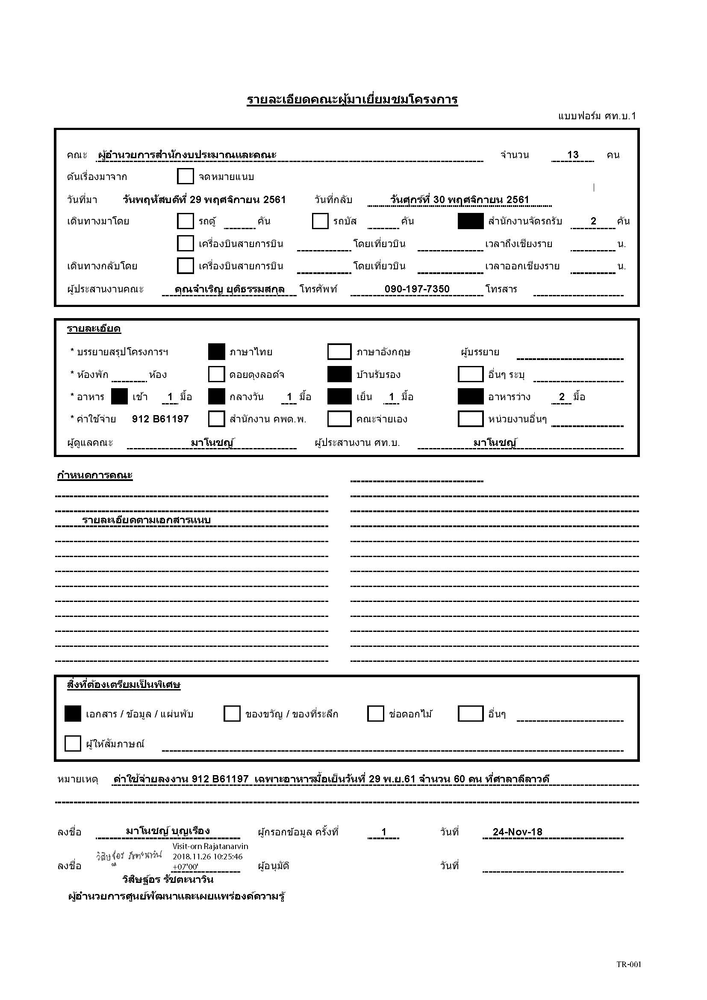 รายละเอียดคณะผู้มาเยี่ยมชมโครงการ
แบบฟอร์ม ศท.บ.1
คณะ ผู้อำนวยการสำนักงบประมาณและคณะ จำนวน 13 คน
ต้นเรื่องมาจาก จดหมายแนบ
วันที่มา วันพฤหัสบดีที่ 29 พฤศจิกายน 2561 วันที่กลับ วันศุกร์ที่ 30 พฤศจิกายน 2561
เดินทางมาโดย รถตู้ คัน รถบัส คัน สำนักงานจัดรถรับ 2 คัน
เครื่องบินสายการบิน โดยเที่ยวบิน เวลาถึงเชียงราย น.
เดินทางกลับโดย เครื่องบินสายการบิน โดยเที่ยวบิน เวลาออกเชียงราย น.
ผู้ประสานงานคณะ คุณจำเริญ ยุติธรรมสกุล โทรศัพท์ 090-197-7350 โทรสาร
รายละเอียด
* บรรยายสรุปโครงการฯ ภาษาไทย ภาษาอังกฤษ ผู้บรรยาย
* ห้องพัก ห้อง ดอยตุงลอด์จ บ้านรับรอง อื่นๆ ระบุ
* อาหาร เช้า 1 มื้อ กลางวัน 1 มื้อ เย็น 1 มื้อ อาหารว่าง 2 มื้อ
* ค่าใช้จ่าย 912 B61197 สำนักงาน คพต.พ. คณะจ่ายเอง หน่วยงานอื่นๆ
ผู้ดูแลคณะ มาโนชญ์ ผู้ประสานงาน ศท.บ. มาโนชญ์
กำหนดการคณะ
รายละเอียดตามเอกสารแนบ
สิ่งที่ต้องเตรียมเป็นพิเศษ
เอกสาร / ข้อมูล / แผ่นพับ ของขวัญ / ของที่ระลึก ช่อดอกไม้ อื่นๆ
ผู้ให้สัมภาษณ์
หมายเหตุ ค่าใช้จ่ายลงงาน 912 B61197 เฉพาะอาหารมื้อเย็นวันที่ 29 พ.ย.61 จำนวน 60 คน ที่ศาลาลีลาวดี
ลงชื่อ มาโนชญ์ บุญเรือง ผู้กรอกข้อมูล ครั้งที่ 1 วันที่ 24-Nov-18
วิสิษฐ์อร รัชตะนาวิน Visit-orn Rajatanarvin
2018.11.26 10:25:46
ลงชื่อ +07'00' ผู้อนุมัติ วันที่
วิสิษฐ์อร รัชตะนาวิน
ผู้อำนวยการศูนย์พัฒนาและเผยแพร่องค์ความรู้
TR-001